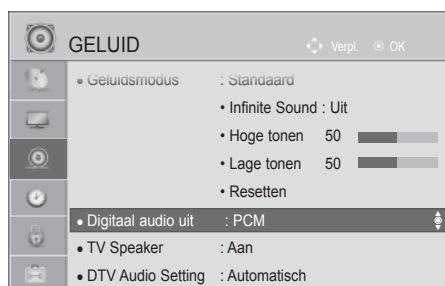 GELUID Verpl. OK
• Geluidsmodus : Standaard
• Infinite Sound : Uit
• Hoge tonen 50
• Lage tonen 50
• Resetten
• Digitaal audio uit : PCM
• TV Speaker : Aan
• DTV Audio Setting : Automatisch